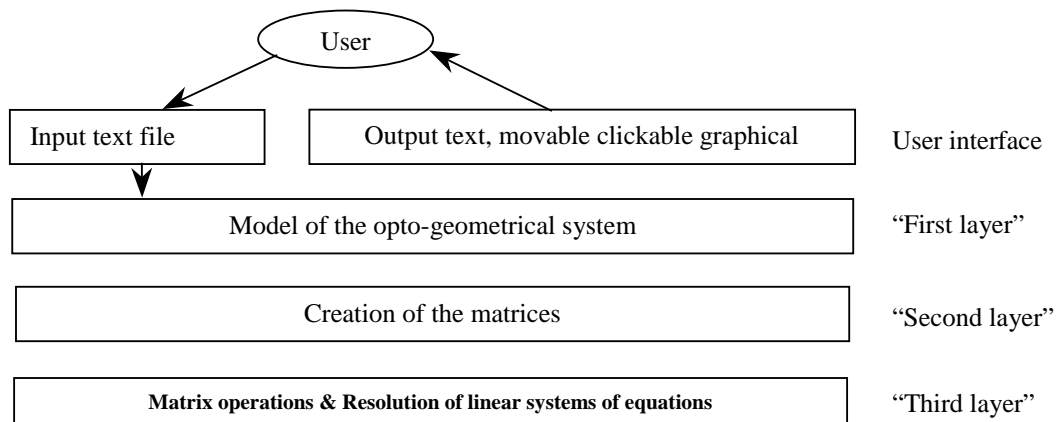 User
Input text file
Output text, movable clickable graphical
User interface
Model of the opto-geometrical system
“First layer”
Creation of the matrices
“Second layer”
Matrix operations & Resolution of linear systems of equations
“Third layer”